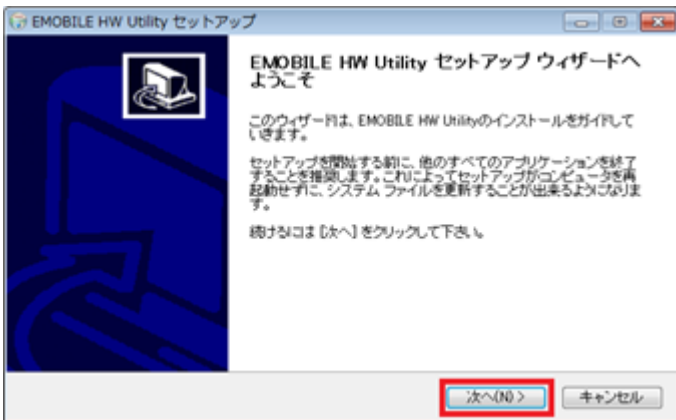 EMOBILE HW Utility セットアップ
EMOBILE HW Utility セットアップ ウィザードへ
ようこそ
このウィザードは、EMOBILE HW Utilityのインストールをガイドして
いきます。
セットアップを開始する前に、他のすべてのアプリケーションを終了
することを推奨します。これによってセットアップがコンピュータを再
起動せずに、システム ファイルを更新することが出来るようになりま
す。
続けるには [次へ] をクリックして下さい。
次へ(N) >
キャンセル